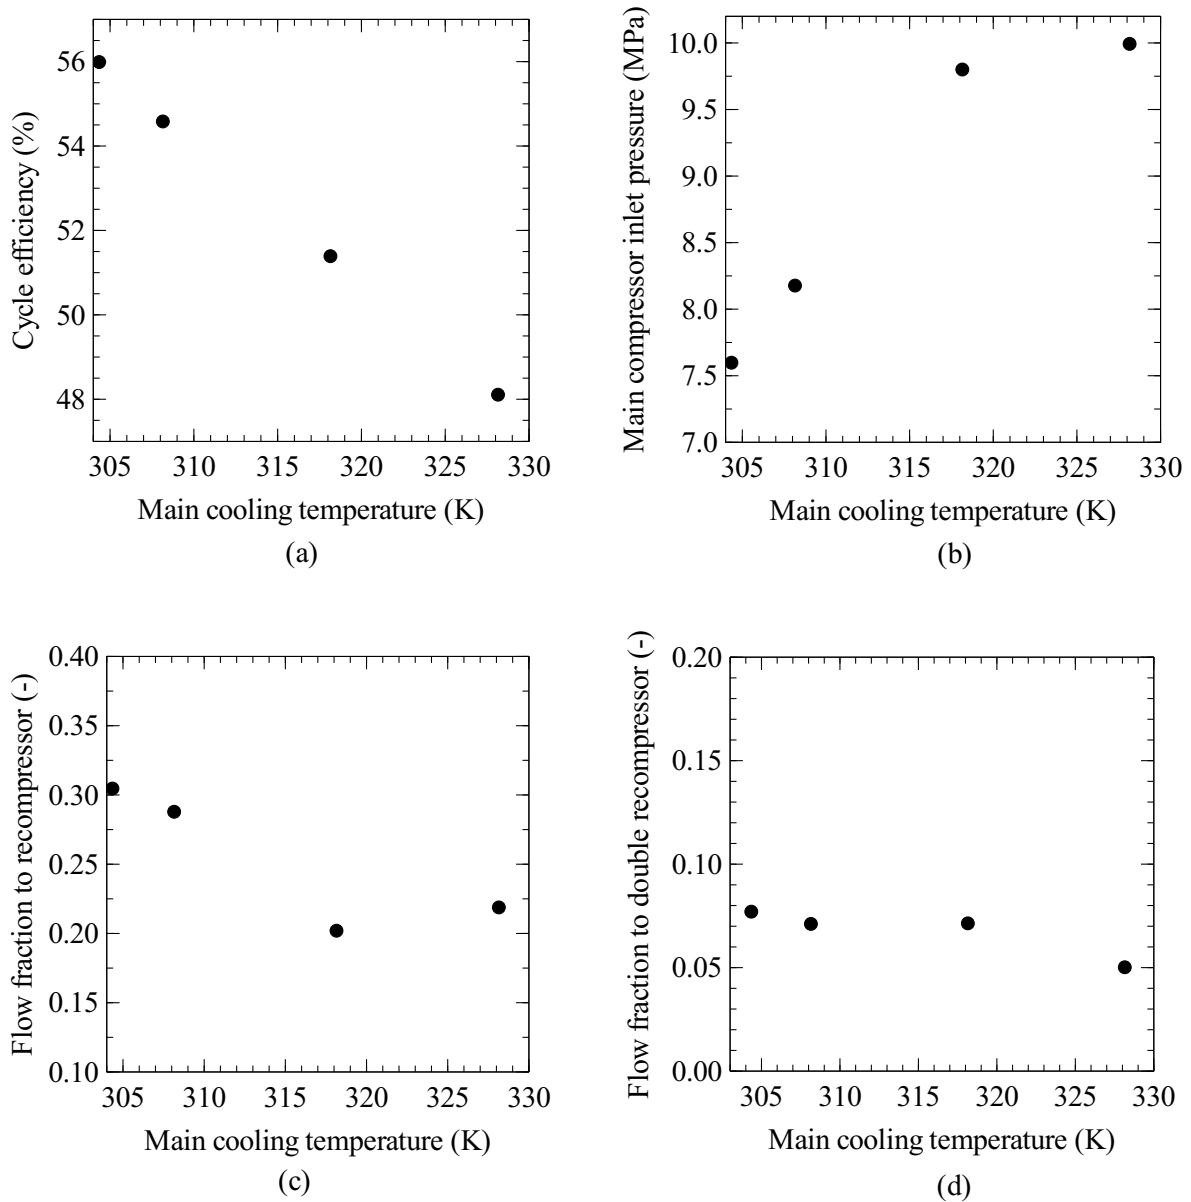 Cycle efficiency (%)
56
54
52
50
48
305 310 315 320 325 330
Main cooling temperature (K)
(a)
Main compressor inlet pressure (MPa)
10.0
9.5
9.0
8.5
8.0
7.5
7.0
305 310 315 320 325 330
Main cooling temperature (K)
(b)
Flow fraction to recompressor (-)
0.40
0.35
0.30
0.25
0.20
0.15
0.10
305 310 315 320 325 330
Main cooling temperature (K)
(c)
Flow fraction to double recompressor (-)
0.20
0.15
0.10
0.05
0.00
305 310 315 320 325 330
Main cooling temperature (K)
(d)